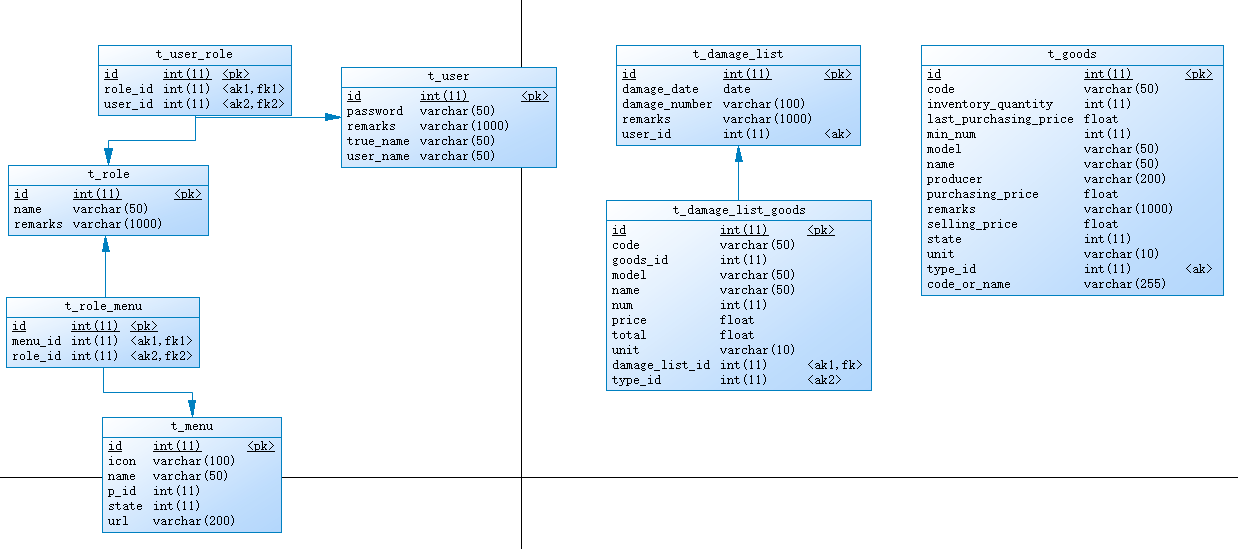 t_user_role
id int(11) <pk>
role_id int(11) <ak1,fk1>
user_id int(11) <ak2,fk2>
t_user
id int(11) <pk>
password varchar(50)
remarks varchar(1000)
true_name varchar(50)
user_name varchar(50)
t_role
id int(11) <pk>
name varchar(50)
remarks varchar(1000)
t_role_menu
id int(11) <pk>
menu_id int(11) <ak1,fk1>
role_id int(11) <ak2,fk2>
t_menu
id int(11) <pk>
icon varchar(100)
name varchar(50)
p_id int(11)
state int(11)
url varchar(200)
t_damage_list
id int(11) <pk>
damage_date date
damage_number varchar(100)
remarks varchar(1000)
user_id int(11) <ak>
t_damage_list_goods
id int(11) <pk>
code varchar(50)
goods_id int(11)
model varchar(50)
name varchar(50)
num int(11)
price float
total float
unit varchar(10)
damage_list_id int(11) <ak1,fk>
type_id int(11) <ak2>
t_goods
id int(11) <pk>
code varchar(50)
inventory_quantity int(11)
last_purchasing_price float
min_num int(11)
model varchar(50)
name varchar(50)
producer varchar(200)
purchasing_price float
remarks varchar(1000)
selling_price float
state int(11)
unit varchar(10)
type_id int(11) <ak>
code_or_name varchar(255)